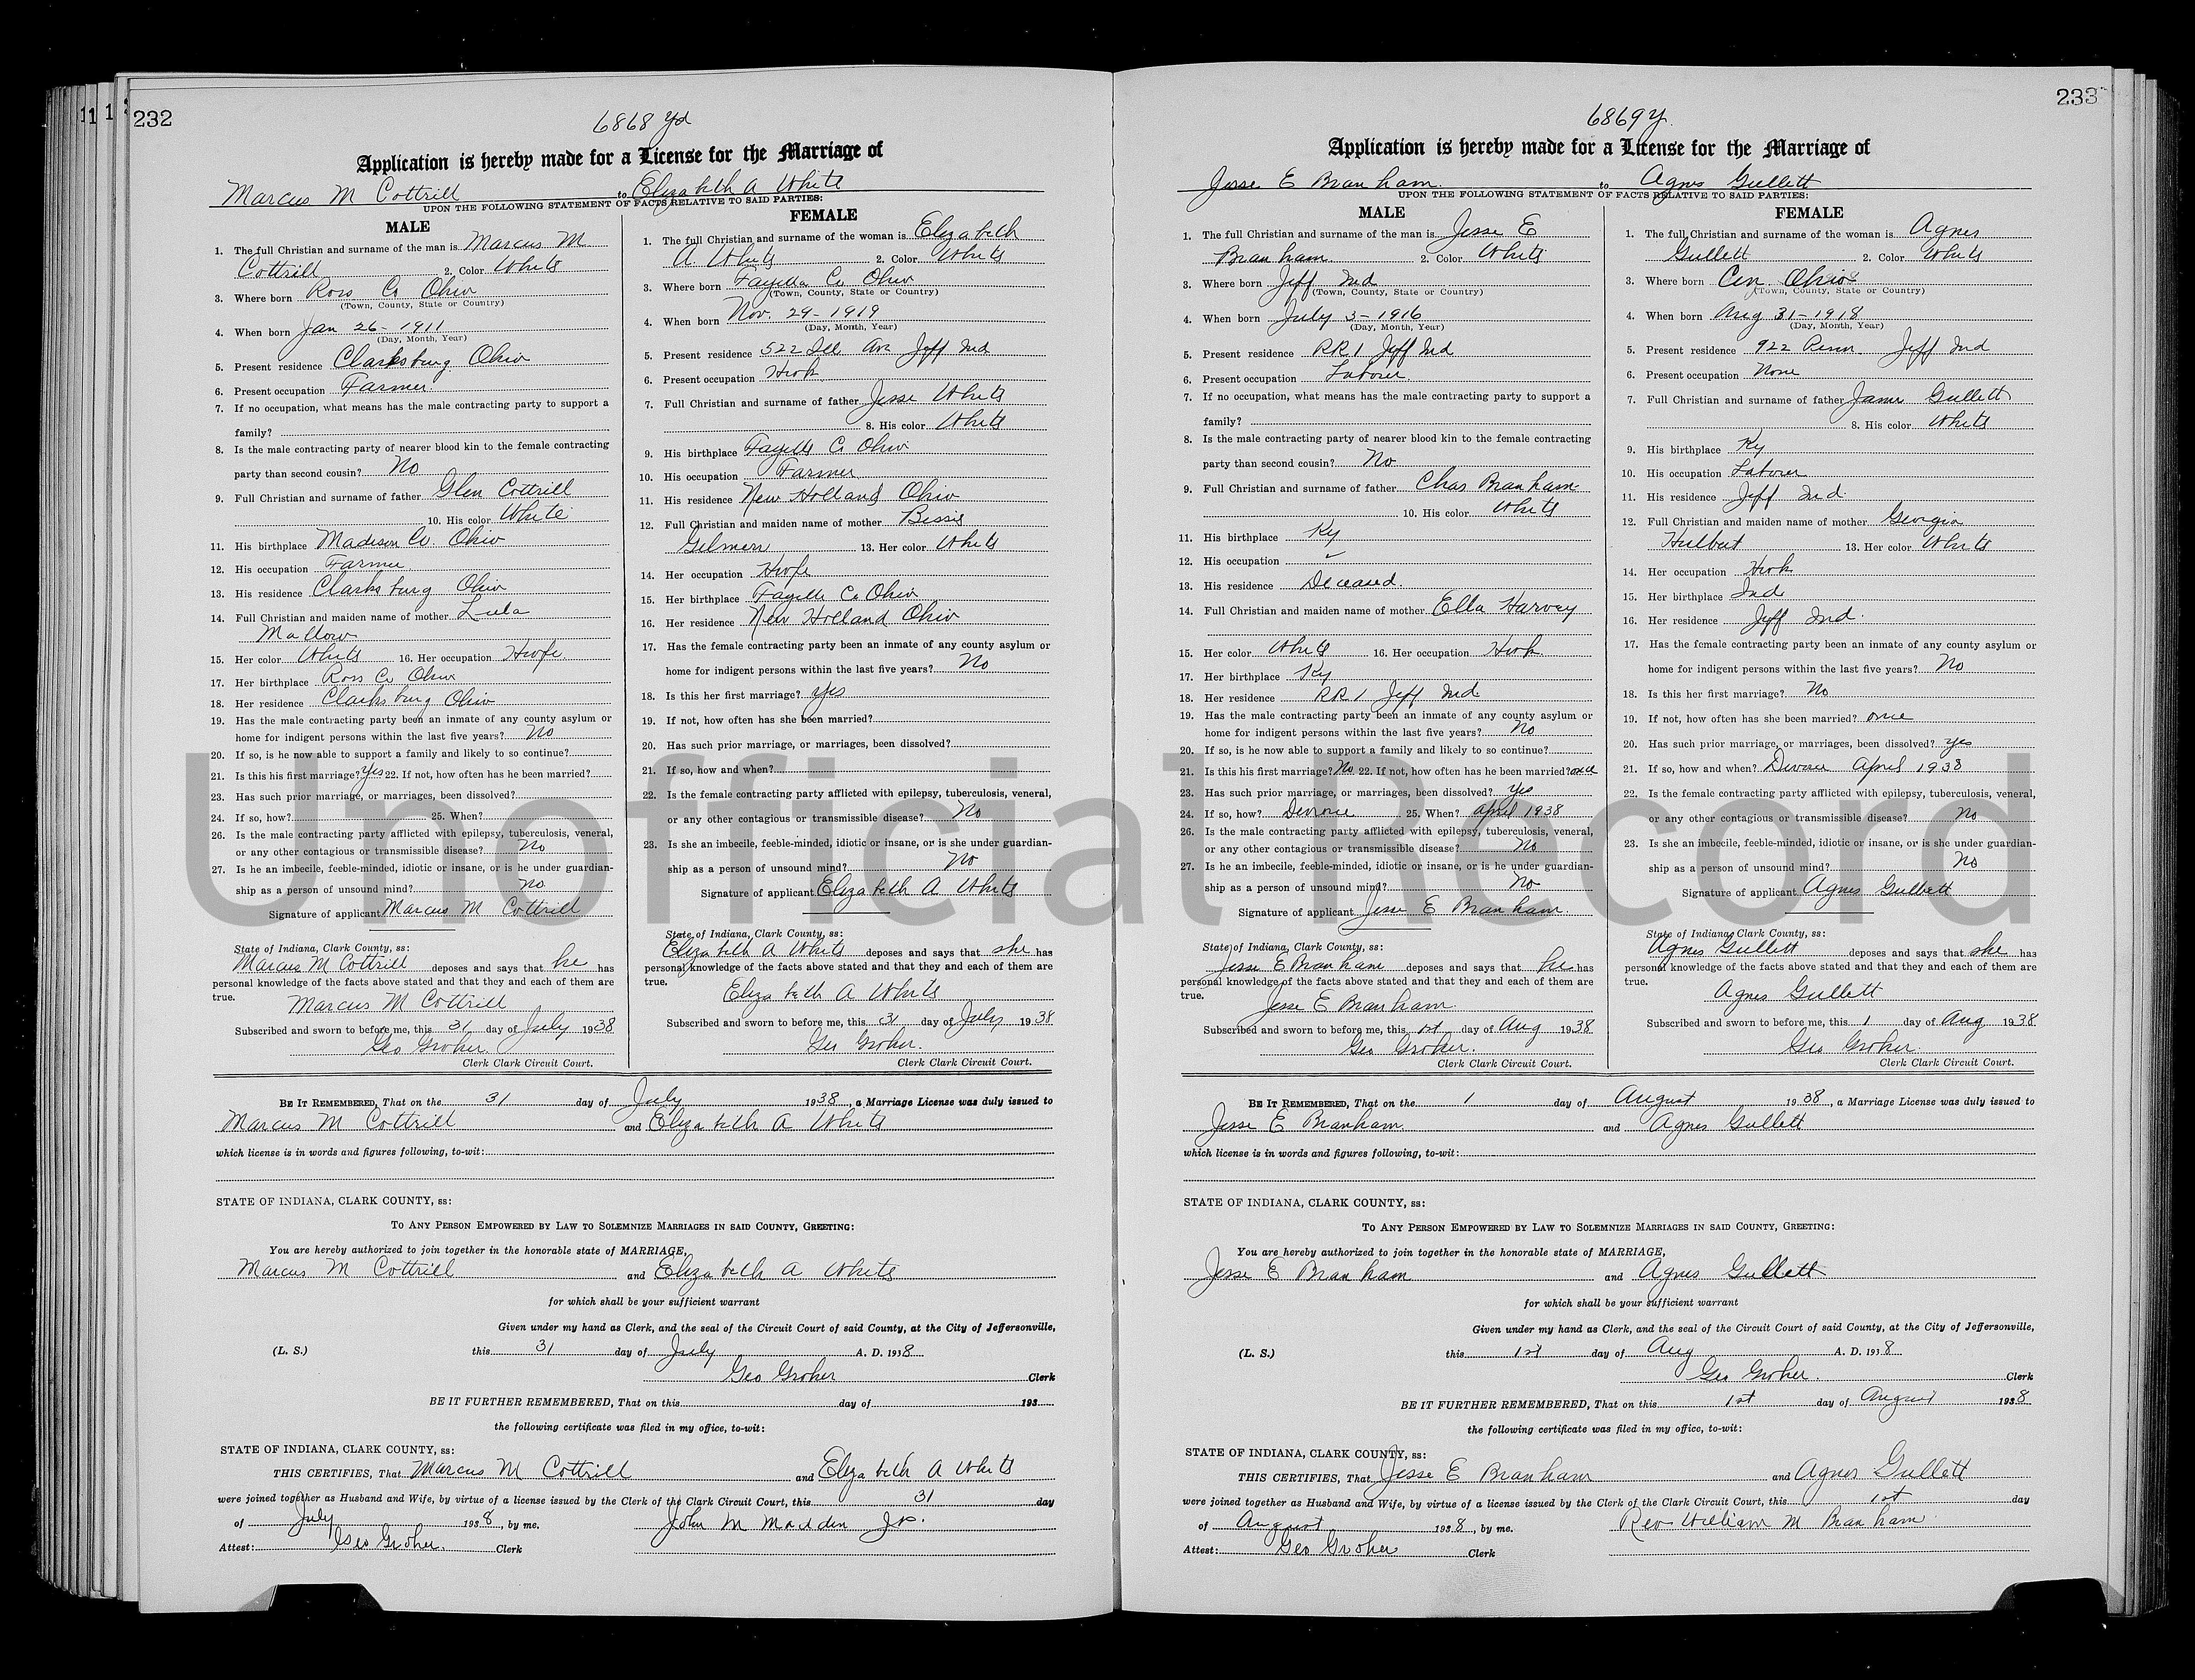 232
6868 yd
Application is hereby made for a License for the Marriage of
Marcus M Cottrill to Elizabeth A White
UPON THE FOLLOWING STATEMENT OF FACTS RELATIVE TO SAID PARTIES:
MALE
1. The full Christian and surname of the man is Marcus M
Cottrill 2. Color White
3. Where born Ross Co Ohio
(Town, County, State or Country)
4. When born Jan 26-1911
(Day, Month, Year)
5. Present residence Clarksburg Ohio
6. Present occupation Farmer
7. If no occupation, what means has the male contracting party to support a
family?
8. Is the male contracting party of nearer blood kin to the female contracting
party than second cousin? No
9. Full Christian and surname of father Glen Cottrill
10. His color White
11. His birthplace Madison Co. Ohio
12. His occupation Farmer
13. His residence Clarksburg Ohio
14. Full Christian and maiden name of mother Lula
Mallow
15. Her color White 16. Her occupation Hwife
17. Her birthplace Ross Co Ohio
18. Her residence Clarksburg Ohio
19. Has the male contracting party been an inmate of any county asylum or
home for indigent persons within the last five years? No
20. If so, is he now able to support a family and likely to so continue?
21. Is this his first marriage? Yes 22. If not, how often has he been married?
23. Has such prior marriage, or marriages, been dissolved?
24. If so, how? 25. When?
26. Is the male contracting party afflicted with epilepsy, tuberculosis, veneral,
or any other contagious or transmissible disease? No
27. Is he an imbecile, feeble-minded, idiotic or insane, or is he under guardian-
ship as a person of unsound mind? No
Signature of applicant Marcus M Cottrill
State of Indiana, Clark County, ss:
Marcus M Cottrill deposes and says that he has
personal knowledge of the facts above stated and that they and each of them are
true.
Marcus M Cottrill
Subscribed and sworn to before me, this 31 day of July 1938
Geo Groher
Clerk Clark Circuit Court.
FEMALE
1. The full Christian and surname of the woman is Elizabeth
A White 2. Color White
3. Where born Fayette Co Ohio
(Town, County, State or Country)
4. When born Nov. 29-1919
(Day, Month, Year)
5. Present residence 522 Ill Av Jeff Ind
6. Present occupation Hwk
7. Full Christian and surname of father Jesse White
8. His color White
9. His birthplace Fayette Co Ohio
10. His occupation Farmer
11. His residence New Holland Ohio
12. Full Christian and maiden name of mother Bessie
13. Her color White
14. Her occupation Hwife
15. Her birthplace Fayette Co Ohio
16. Her residence New Holland Ohio
17. Has the female contracting party been an inmate of any county asylum or
home for indigent persons within the last five years? No
18. Is this her first marriage? yes
19. If not, how often has she been married?
20. Has such prior marriage, or marriages, been dissolved?
21. If so, how and when?
22. Is the female contracting party afflicted with epilepsy, tuberculosis, veneral,
or any other contagious or transmissible disease? No
23. Is she an imbecile, feeble-minded, idiotic or insane, or is she under guardian-
ship as a person of unsound mind? No
Signature of applicant Elizabeth A White
State of Indiana, Clark County, ss:
Elizabeth A White deposes and says that she has
personal knowledge of the facts above stated and that they and each of them are
true.
Elizabeth A White
Subscribed and sworn to before me, this 31 day of July 1938
Geo Groher.
Clerk Clark Circuit Court.
BE IT REMEMBERED, That on the 31 day of July 1938, a Marriage License was duly issued to
Marcus M Cottrill and Elizabeth A White
which license is in words and figures following, to-wit:
STATE OF INDIANA, CLARK COUNTY, ss:
TO ANY PERSON EMPOWERED BY LAW TO SOLEMNIZE MARRIAGES IN SAID COUNTY, GREETING:
You are hereby authorized to join together in the honorable state of MARRIAGE,
Marcus M Cottrill and Elizabeth A White
for which shall be your sufficient warrant
Given under my hand as Clerk, and the seal of the Circuit Court of said County, at the City of Jeffersonville,
(L. S.) this 31 day of July A. D. 1938
Geo Groher Clerk
BE IT FURTHER REMEMBERED, That on this day of 193
the following certificate was filed in my office, to-wit:
STATE OF INDIANA, CLARK COUNTY, ss:
THIS CERTIFIES, That Marcus M Cottrill and Elizabeth A White
were joined together as Husband and Wife, by virtue of a license issued by the Clerk of the Clark Circuit Court, this 31 day
of July 1938, by me. John M Madden J.P.
Attest: Geo Groher. Clerk
233
6869 y
Application is hereby made for a License for the Marriage of
Jesse E Branham. to Agnes Gullett
UPON THE FOLLOWING STATEMENT OF FACTS RELATIVE TO SAID PARTIES:
MALE
1. The full Christian and surname of the man is Jesse E
Branham. 2. Color White
3. Where born Jeff Ind
(Town, County, State or Country)
4. When born July 3-1916
(Day, Month, Year)
5. Present residence RR1 Jeff Ind
6. Present occupation Laborer.
7. If no occupation, what means has the male contracting party to support a
family?
8. Is the male contracting party of nearer blood kin to the female contracting
party than second cousin? No
9. Full Christian and surname of father Chas Branham
10. His color White
11. His birthplace Ky
12. His occupation
13. His residence Deceased.
14. Full Christian and maiden name of mother Ella Harvey
15. Her color White 16. Her occupation Hwk
17. Her birthplace Ky
18. Her residence RR1 Jeff Ind
19. Has the male contracting party been an inmate of any county asylum or
home for indigent persons within the last five years? No
20. If so, is he now able to support a family and likely to so continue?
21. Is this his first marriage? No 22. If not, how often has he been married? once
23. Has such prior marriage, or marriages, been dissolved? yes
24. If so, how? Divorce 25. When? April 1938
26. Is the male contracting party afflicted with epilepsy, tuberculosis, veneral,
or any other contagious or transmissible disease? No
27. Is he an imbecile, feeble-minded, idiotic or insane, or is he under guardian-
ship as a person of unsound mind? No
Signature of applicant Jesse E Branham
State of Indiana, Clark County, ss:
Jesse E Branham deposes and says that he has
personal knowledge of the facts above stated and that they and each of them are
true.
Jesse E Branham.
Subscribed and sworn to before me, this 1st day of Aug 1938
Geo Groher.
Clerk Clark Circuit Court.
FEMALE
1. The full Christian and surname of the woman is Agnes
Gullett 2. Color White
3. Where born Cin Ohio
(Town, County, State or Country)
4. When born Aug 31-1918
(Day, Month, Year)
5. Present residence 922 Penn Jeff Ind
6. Present occupation None
7. Full Christian and surname of father James Gullett
8. His color White
9. His birthplace Ky
10. His occupation Laborer
11. His residence Jeff Ind.
12. Full Christian and maiden name of mother Georgia
Hulbert 13. Her color White
14. Her occupation Hwk
15. Her birthplace Ind
16. Her residence Jeff Ind.
17. Has the female contracting party been an inmate of any county asylum or
home for indigent persons within the last five years? No
18. Is this her first marriage? No
19. If not, how often has she been married? once
20. Has such prior marriage, or marriages, been dissolved? yes
21. If so, how and when? Divorce April 1938
22. Is the female contracting party afflicted with epilepsy, tuberculosis, veneral,
or any other contagious or transmissible disease? No
23. Is she an imbecile, feeble-minded, idiotic or insane, or is she under guardian-
ship as a person of unsound mind? No
Signature of applicant Agnes Gullett
State of Indiana, Clark County, ss:
Agnes Gullett deposes and says that she has
personal knowledge of the facts above stated and that they and each of them are
true.
Agnes Gullett
Subscribed and sworn to before me, this 1 day of Aug 1938.
Geo Groher.
Clerk Clark Circuit Court.
BE IT REMEMBERED, That on the 1 day of August 1938, a Marriage License was duly issued to
Jesse E Branham. and Agnes Gullett
which license is in words and figures following, to-wit:
STATE OF INDIANA, CLARK COUNTY, ss:
TO ANY PERSON EMPOWERED BY LAW TO SOLEMNIZE MARRIAGES IN SAID COUNTY, GREETING:
You are hereby authorized to join together in the honorable state of MARRIAGE,
Jesse E Branham and Agnes Gullett
for which shall be your sufficient warrant
Given under my hand as Clerk, and the seal of the Circuit Court of said County, at the City of Jeffersonville,
(L. S.) this 1st day of Aug A. D. 1938
Geo Groher. Clerk
BE IT FURTHER REMEMBERED, That on this 1st day of August 1938
the following certificate was filed in my office, to-wit:
STATE OF INDIANA, CLARK COUNTY, ss:
THIS CERTIFIES, That Jesse E Branham and Agnes Gullett
were joined together as Husband and Wife, by virtue of a license issued by the Clerk of the Clark Circuit Court, this 1st day
of August 1938, by me. Rev William M Branham
Attest: Geo Groher Clerk
Unofficial Record